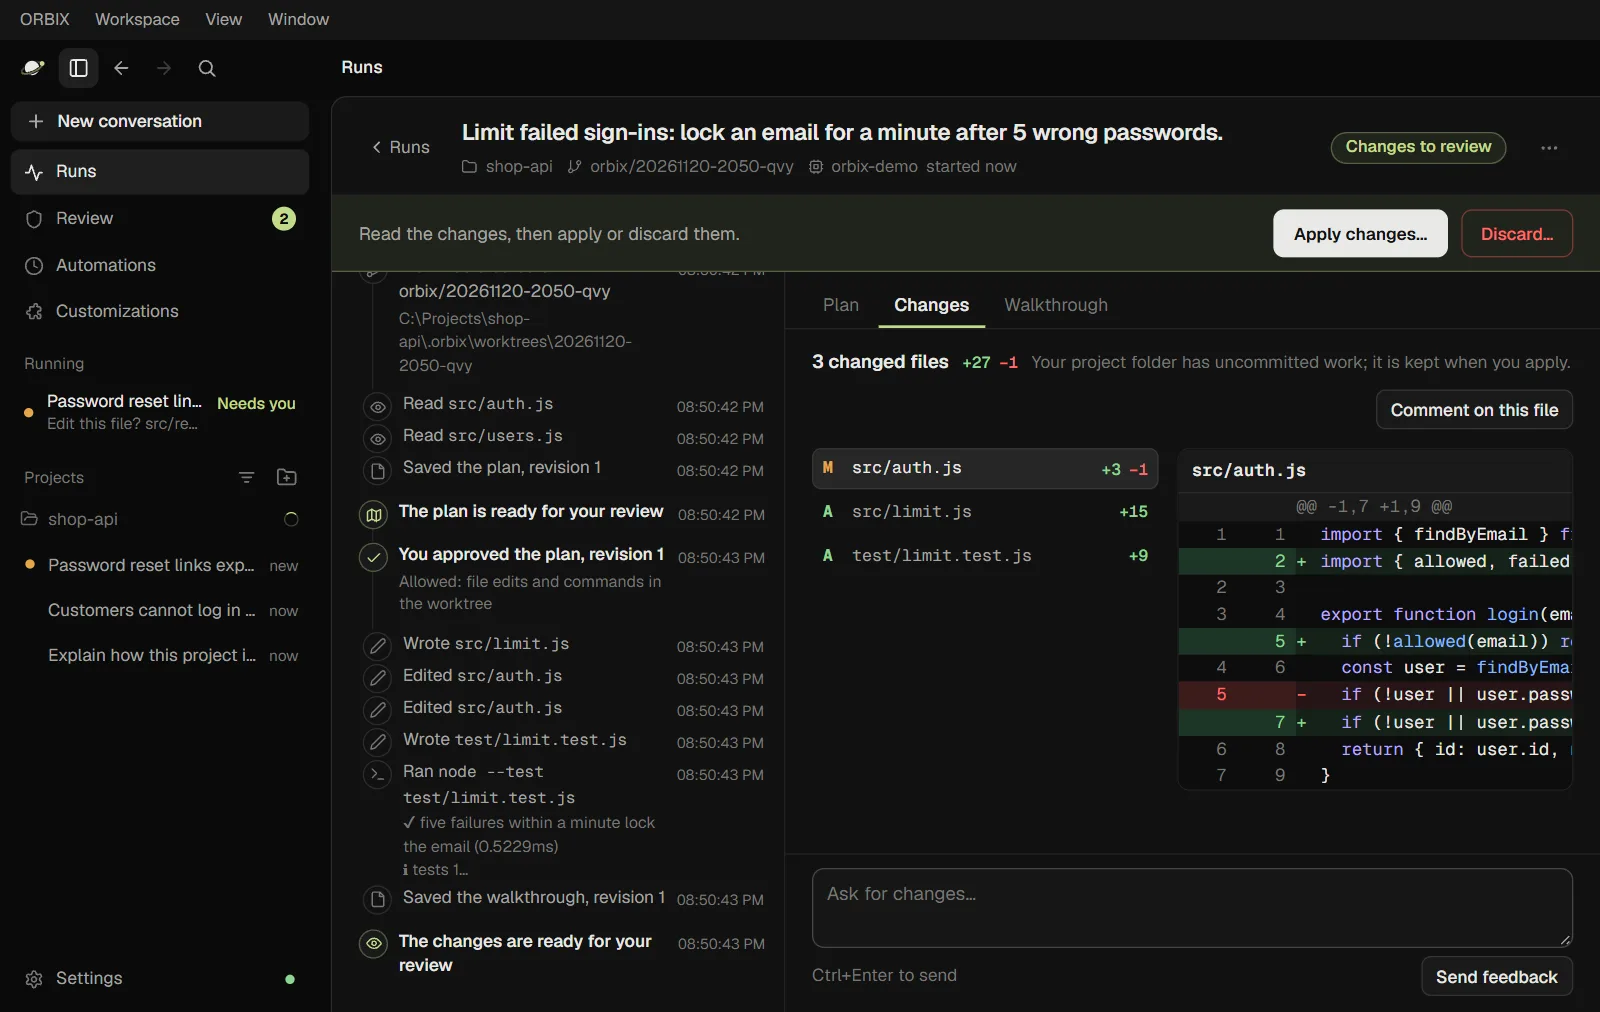 ORBIX Workspace View Window
Runs
New conversation
Runs
Review 2
Automations
Customizations
Running
Password reset lin... Needs you
Edit this file? src/re...
Projects
shop-api
Password reset links exp... new
Customers cannot log in ... now
Explain how this project i... now
Settings
Runs
Limit failed sign-ins: lock an email for a minute after 5 wrong passwords.
shop-api orbix/20261120-2050-qvy orbix-demo started now
Changes to review
Read the changes, then apply or discard them.
Apply changes...
Discard...
08:50:42 PM
orbix/20261120-2050-qvy
C:\Projects\shop-
api\.orbix\worktrees\20261120-
2050-qvy
Read src/auth.js 08:50:42 PM
Read src/users.js 08:50:42 PM
Saved the plan, revision 1 08:50:42 PM
The plan is ready for your review 08:50:42 PM
You approved the plan, revision 1 08:50:43 PM
Allowed: file edits and commands in
the worktree
Wrote src/limit.js 08:50:43 PM
Edited src/auth.js 08:50:43 PM
Edited src/auth.js 08:50:43 PM
Wrote test/limit.test.js 08:50:43 PM
Ran node --test 08:50:43 PM
test/limit.test.js
✓ five failures within a minute lock
the email (0.5229ms)
ℹ tests 1...
Saved the walkthrough, revision 1 08:50:43 PM
The changes are ready for your 08:50:43 PM
review
Plan Changes Walkthrough
3 changed files +27 -1 Your project folder has uncommitted work; it is kept when you apply.
Comment on this file
M src/auth.js +3 -1
A src/limit.js +15
A test/limit.test.js +9
src/auth.js
@@ -1,7 +1,9 @@
1 1 import { findByEmail } f
2 + import { allowed, failed
2 3
3 4 export function login(ema
5 + if (!allowed(email)) re
4 6 const user = findByEma
5 - if (!user || user.passw
7 + if (!user || user.passw
6 8 return { id: user.id,
7 9 }
Ask for changes...
Ctrl+Enter to send
Send feedback